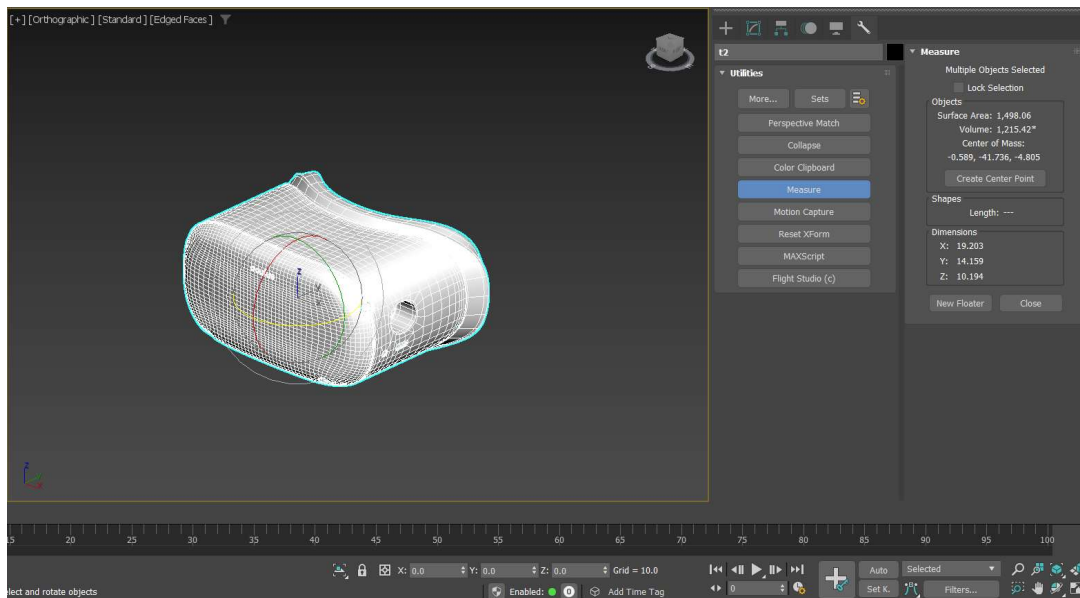 [+] [Orthographic ] [Standard ] [Edged Faces ]
t2
Utilities
More...
Sets
Perspective Match
Collapse
Color Clipboard
Measure
Motion Capture
Reset XForm
MAXScript
Flight Studio (c)
Measure
Multiple Objects Selected
Lock Selection
Objects
Surface Area: 1,498.06
Volume: 1,215.42*
Center of Mass:
-0.589, -41.736, -4.805
Create Center Point
Shapes
Length: ---
Dimensions
X: 19.203
Y: 14.159
Z: 10.194
New Floater
Close
z
z
15 20 25 30 35 40 45 50 55 60 65 70 75 80 85 90 95 100
X: 0.0 Y: 0.0 Z: 0.0 Grid = 10.0
Auto
Selected
elect and rotate objects
Enabled: 0
Add Time Tag
0
Set K.
Filters...